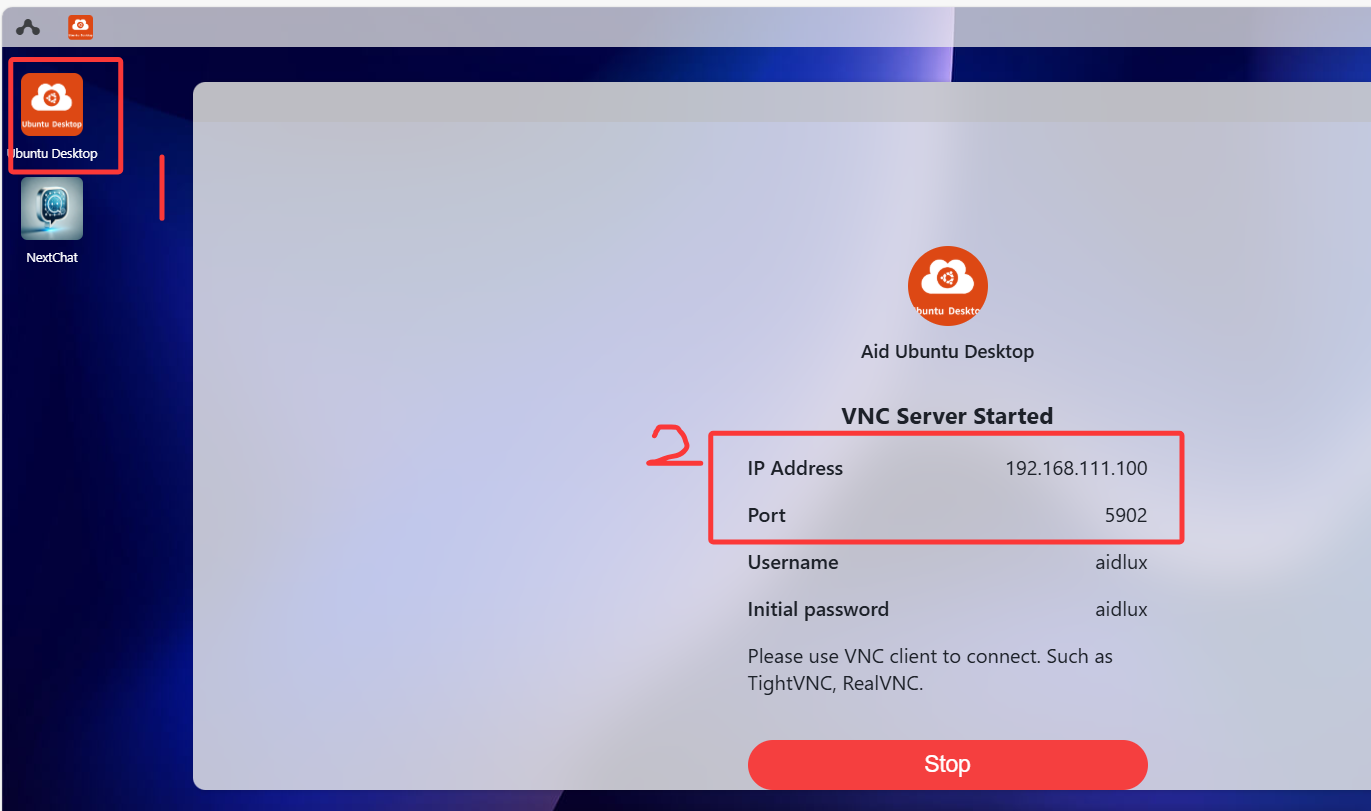 Ubuntu Desktop
Ubuntu Desktop
NextChat
1
Ubuntu Desktop
Aid Ubuntu Desktop
VNC Server Started
2
IP Address 192.168.111.100
Port 5902
Username aidlux
Initial password aidlux
Please use VNC client to connect. Such as
TightVNC, RealVNC.
Stop